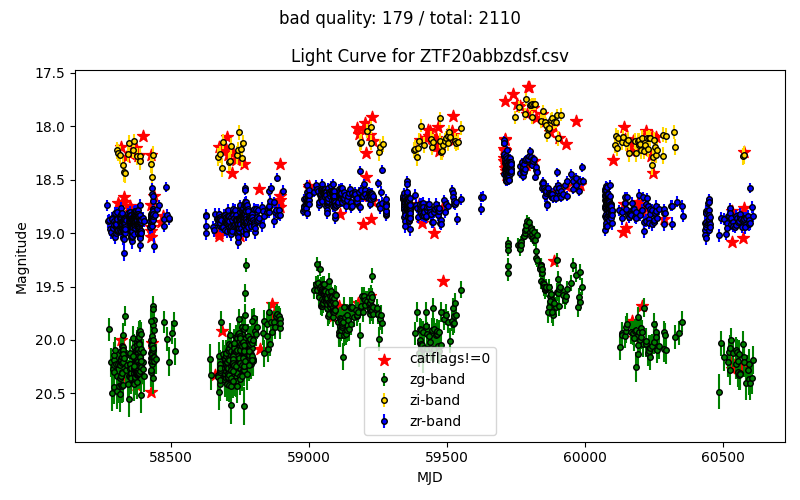 bad quality: 179 / total: 2110
Light Curve for ZTF20abbzdsf.csv
17.5
18.0
18.5
19.0
19.5
20.0
20.5
Magnitude
catflags!=0
zg-band
zi-band
zr-band
58500 59000 59500 60000 60500
MJD